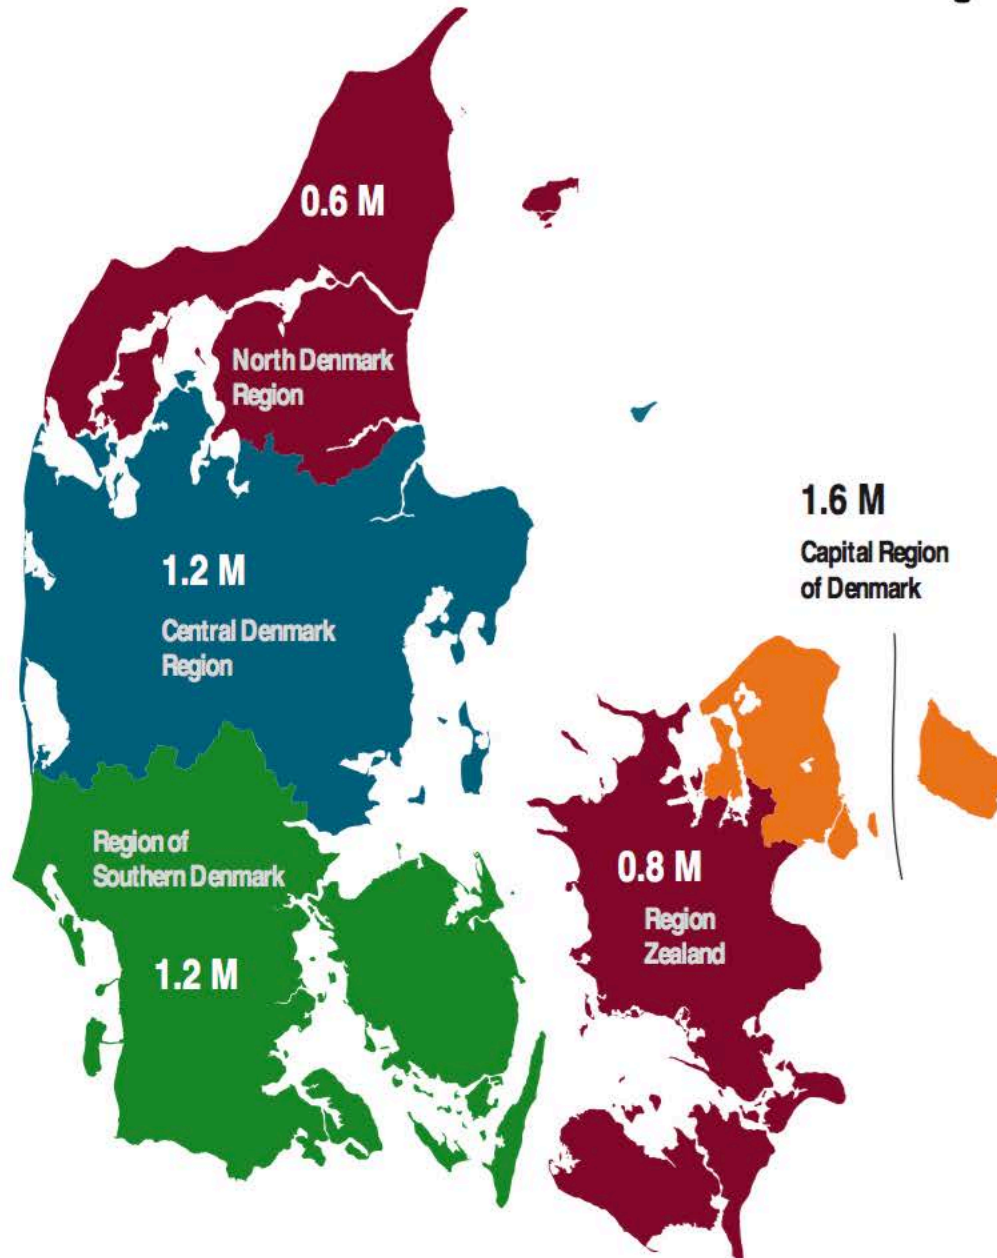 0.6 M
North Denmark
Region
1.6 M
Capital Region
of Denmark
1.2 M
Central Denmark
Region
Region of
Southern Denmark
1.2 M
0.8 M
Region
Zealand